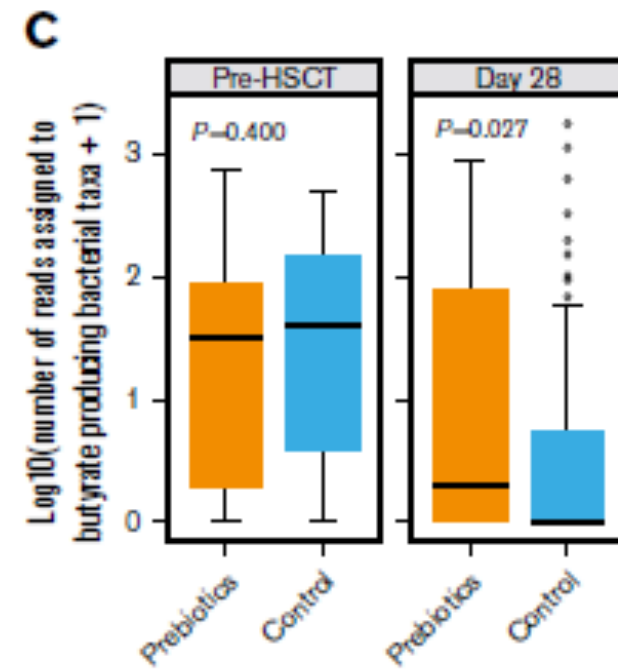 C
Pre-HSCT
Day 28
Log10(number of reads assigned to
butyrate producing bacterial taxa + 1)
P=0.400
P=0.027
3
2
1
0
Prebiotics
Control
Prebiotics
Control